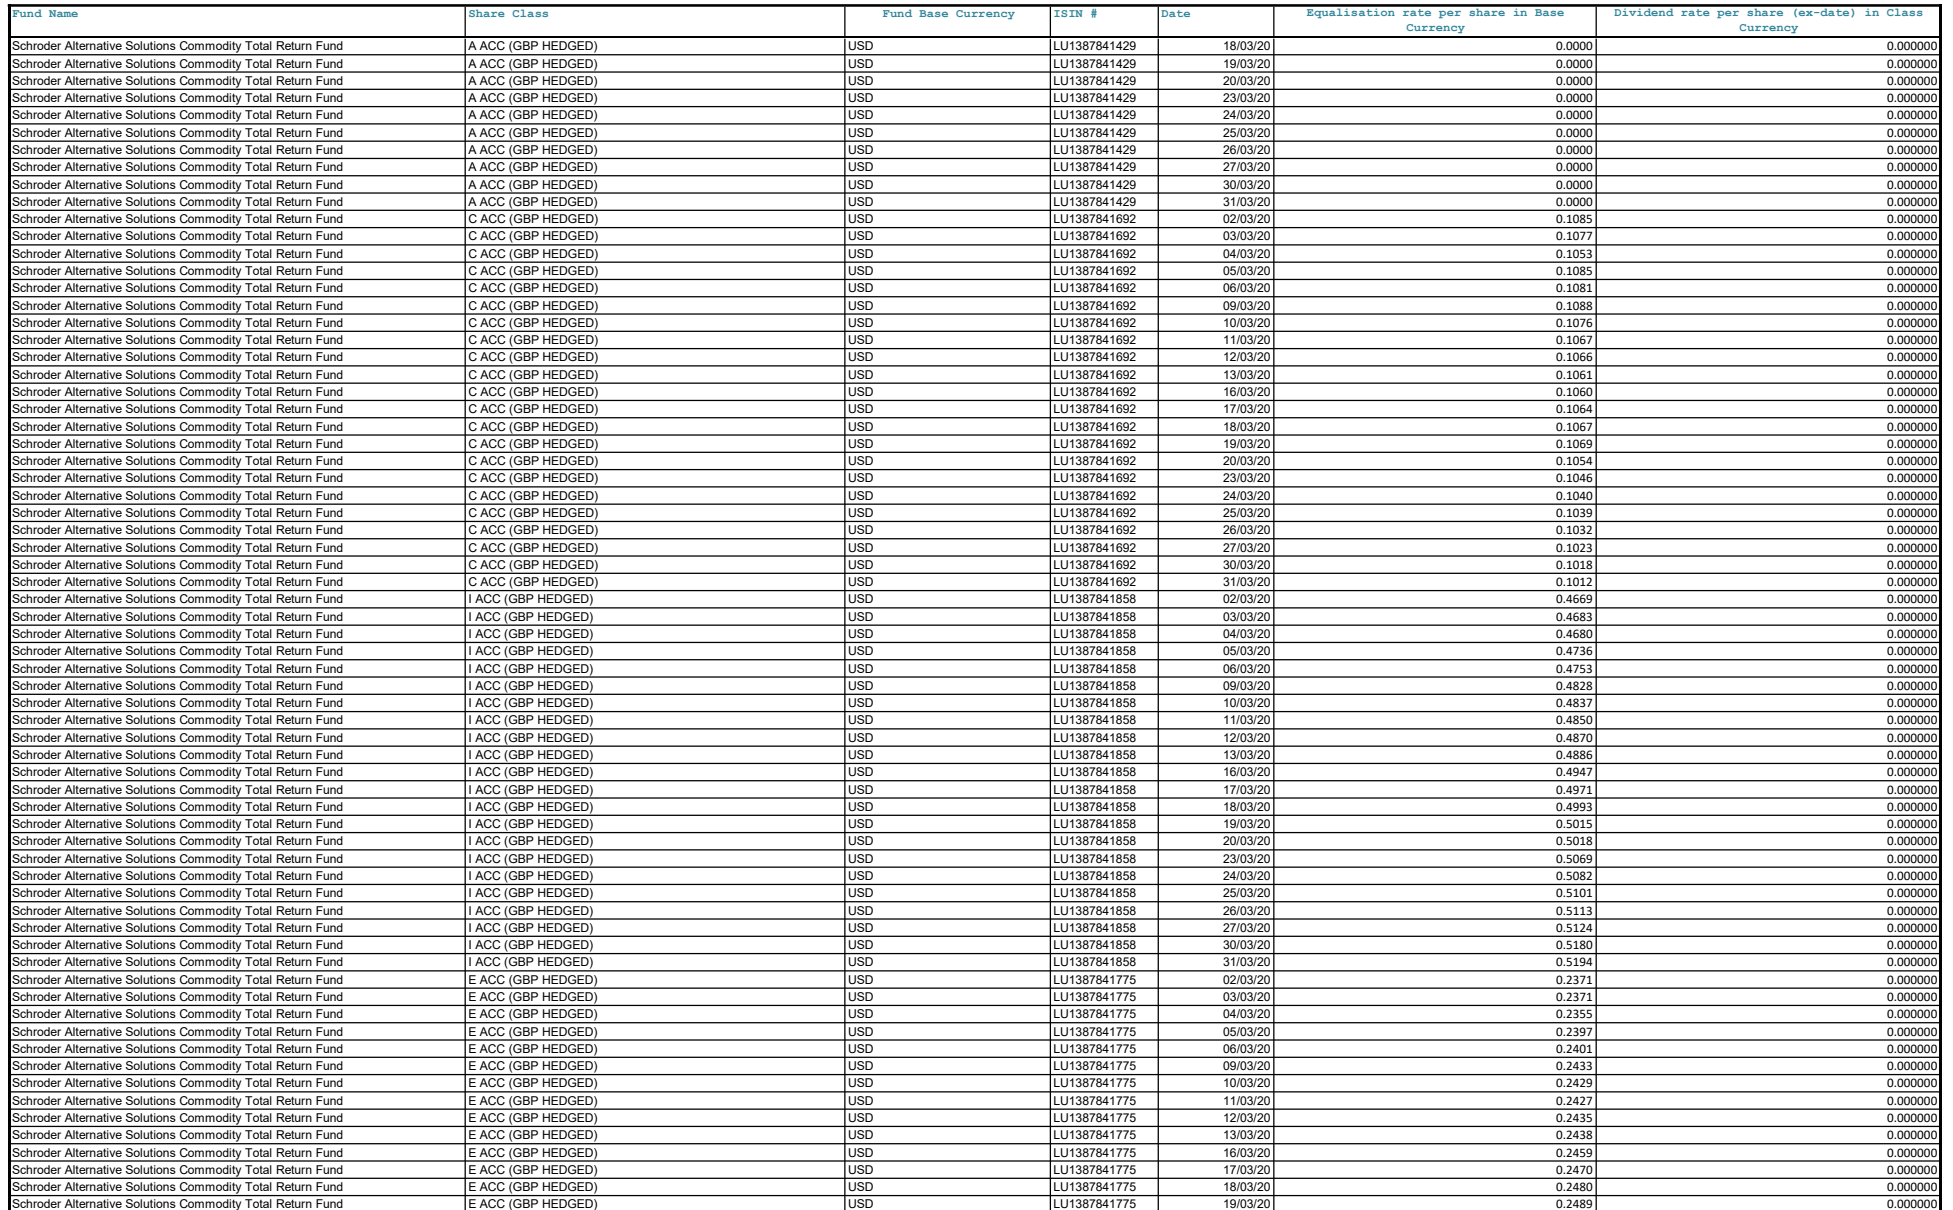 Fund Name Share Class Fund Base Currency ISIN # Date Equalisation rate per share in Base Currency Dividend rate per share (ex-date) in Class Currency
Schroder Alternative Solutions Commodity Total Return Fund A ACC (GBP HEDGED) USD LU1387841429 18/03/20 0.0000 0.000000
Schroder Alternative Solutions Commodity Total Return Fund A ACC (GBP HEDGED) USD LU1387841429 19/03/20 0.0000 0.000000
Schroder Alternative Solutions Commodity Total Return Fund A ACC (GBP HEDGED) USD LU1387841429 20/03/20 0.0000 0.000000
Schroder Alternative Solutions Commodity Total Return Fund A ACC (GBP HEDGED) USD LU1387841429 23/03/20 0.0000 0.000000
Schroder Alternative Solutions Commodity Total Return Fund A ACC (GBP HEDGED) USD LU1387841429 24/03/20 0.0000 0.000000
Schroder Alternative Solutions Commodity Total Return Fund A ACC (GBP HEDGED) USD LU1387841429 25/03/20 0.0000 0.000000
Schroder Alternative Solutions Commodity Total Return Fund A ACC (GBP HEDGED) USD LU1387841429 26/03/20 0.0000 0.000000
Schroder Alternative Solutions Commodity Total Return Fund A ACC (GBP HEDGED) USD LU1387841429 27/03/20 0.0000 0.000000
Schroder Alternative Solutions Commodity Total Return Fund A ACC (GBP HEDGED) USD LU1387841429 30/03/20 0.0000 0.000000
Schroder Alternative Solutions Commodity Total Return Fund A ACC (GBP HEDGED) USD LU1387841429 31/03/20 0.0000 0.000000
Schroder Alternative Solutions Commodity Total Return Fund C ACC (GBP HEDGED) USD LU1387841692 02/03/20 0.1085 0.000000
Schroder Alternative Solutions Commodity Total Return Fund C ACC (GBP HEDGED) USD LU1387841692 03/03/20 0.1077 0.000000
Schroder Alternative Solutions Commodity Total Return Fund C ACC (GBP HEDGED) USD LU1387841692 04/03/20 0.1053 0.000000
Schroder Alternative Solutions Commodity Total Return Fund C ACC (GBP HEDGED) USD LU1387841692 05/03/20 0.1085 0.000000
Schroder Alternative Solutions Commodity Total Return Fund C ACC (GBP HEDGED) USD LU1387841692 06/03/20 0.1081 0.000000
Schroder Alternative Solutions Commodity Total Return Fund C ACC (GBP HEDGED) USD LU1387841692 09/03/20 0.1088 0.000000
Schroder Alternative Solutions Commodity Total Return Fund C ACC (GBP HEDGED) USD LU1387841692 10/03/20 0.1076 0.000000
Schroder Alternative Solutions Commodity Total Return Fund C ACC (GBP HEDGED) USD LU1387841692 11/03/20 0.1067 0.000000
Schroder Alternative Solutions Commodity Total Return Fund C ACC (GBP HEDGED) USD LU1387841692 12/03/20 0.1066 0.000000
Schroder Alternative Solutions Commodity Total Return Fund C ACC (GBP HEDGED) USD LU1387841692 13/03/20 0.1061 0.000000
Schroder Alternative Solutions Commodity Total Return Fund C ACC (GBP HEDGED) USD LU1387841692 16/03/20 0.1060 0.000000
Schroder Alternative Solutions Commodity Total Return Fund C ACC (GBP HEDGED) USD LU1387841692 17/03/20 0.1064 0.000000
Schroder Alternative Solutions Commodity Total Return Fund C ACC (GBP HEDGED) USD LU1387841692 18/03/20 0.1067 0.000000
Schroder Alternative Solutions Commodity Total Return Fund C ACC (GBP HEDGED) USD LU1387841692 19/03/20 0.1069 0.000000
Schroder Alternative Solutions Commodity Total Return Fund C ACC (GBP HEDGED) USD LU1387841692 20/03/20 0.1054 0.000000
Schroder Alternative Solutions Commodity Total Return Fund C ACC (GBP HEDGED) USD LU1387841692 23/03/20 0.1046 0.000000
Schroder Alternative Solutions Commodity Total Return Fund C ACC (GBP HEDGED) USD LU1387841692 24/03/20 0.1040 0.000000
Schroder Alternative Solutions Commodity Total Return Fund C ACC (GBP HEDGED) USD LU1387841692 25/03/20 0.1039 0.000000
Schroder Alternative Solutions Commodity Total Return Fund C ACC (GBP HEDGED) USD LU1387841692 26/03/20 0.1032 0.000000
Schroder Alternative Solutions Commodity Total Return Fund C ACC (GBP HEDGED) USD LU1387841692 27/03/20 0.1023 0.000000
Schroder Alternative Solutions Commodity Total Return Fund C ACC (GBP HEDGED) USD LU1387841692 30/03/20 0.1018 0.000000
Schroder Alternative Solutions Commodity Total Return Fund C ACC (GBP HEDGED) USD LU1387841692 31/03/20 0.1012 0.000000
Schroder Alternative Solutions Commodity Total Return Fund I ACC (GBP HEDGED) USD LU1387841858 02/03/20 0.4669 0.000000
Schroder Alternative Solutions Commodity Total Return Fund I ACC (GBP HEDGED) USD LU1387841858 03/03/20 0.4683 0.000000
Schroder Alternative Solutions Commodity Total Return Fund I ACC (GBP HEDGED) USD LU1387841858 04/03/20 0.4680 0.000000
Schroder Alternative Solutions Commodity Total Return Fund I ACC (GBP HEDGED) USD LU1387841858 05/03/20 0.4736 0.000000
Schroder Alternative Solutions Commodity Total Return Fund I ACC (GBP HEDGED) USD LU1387841858 06/03/20 0.4753 0.000000
Schroder Alternative Solutions Commodity Total Return Fund I ACC (GBP HEDGED) USD LU1387841858 09/03/20 0.4828 0.000000
Schroder Alternative Solutions Commodity Total Return Fund I ACC (GBP HEDGED) USD LU1387841858 10/03/20 0.4837 0.000000
Schroder Alternative Solutions Commodity Total Return Fund I ACC (GBP HEDGED) USD LU1387841858 11/03/20 0.4850 0.000000
Schroder Alternative Solutions Commodity Total Return Fund I ACC (GBP HEDGED) USD LU1387841858 12/03/20 0.4870 0.000000
Schroder Alternative Solutions Commodity Total Return Fund I ACC (GBP HEDGED) USD LU1387841858 13/03/20 0.4886 0.000000
Schroder Alternative Solutions Commodity Total Return Fund I ACC (GBP HEDGED) USD LU1387841858 16/03/20 0.4947 0.000000
Schroder Alternative Solutions Commodity Total Return Fund I ACC (GBP HEDGED) USD LU1387841858 17/03/20 0.4971 0.000000
Schroder Alternative Solutions Commodity Total Return Fund I ACC (GBP HEDGED) USD LU1387841858 18/03/20 0.4993 0.000000
Schroder Alternative Solutions Commodity Total Return Fund I ACC (GBP HEDGED) USD LU1387841858 19/03/20 0.5015 0.000000
Schroder Alternative Solutions Commodity Total Return Fund I ACC (GBP HEDGED) USD LU1387841858 20/03/20 0.5018 0.000000
Schroder Alternative Solutions Commodity Total Return Fund I ACC (GBP HEDGED) USD LU1387841858 23/03/20 0.5069 0.000000
Schroder Alternative Solutions Commodity Total Return Fund I ACC (GBP HEDGED) USD LU1387841858 24/03/20 0.5082 0.000000
Schroder Alternative Solutions Commodity Total Return Fund I ACC (GBP HEDGED) USD LU1387841858 25/03/20 0.5101 0.000000
Schroder Alternative Solutions Commodity Total Return Fund I ACC (GBP HEDGED) USD LU1387841858 26/03/20 0.5113 0.000000
Schroder Alternative Solutions Commodity Total Return Fund I ACC (GBP HEDGED) USD LU1387841858 27/03/20 0.5124 0.000000
Schroder Alternative Solutions Commodity Total Return Fund I ACC (GBP HEDGED) USD LU1387841858 30/03/20 0.5180 0.000000
Schroder Alternative Solutions Commodity Total Return Fund I ACC (GBP HEDGED) USD LU1387841858 31/03/20 0.5194 0.000000
Schroder Alternative Solutions Commodity Total Return Fund E ACC (GBP HEDGED) USD LU1387841775 02/03/20 0.2371 0.000000
Schroder Alternative Solutions Commodity Total Return Fund E ACC (GBP HEDGED) USD LU1387841775 03/03/20 0.2371 0.000000
Schroder Alternative Solutions Commodity Total Return Fund E ACC (GBP HEDGED) USD LU1387841775 04/03/20 0.2355 0.000000
Schroder Alternative Solutions Commodity Total Return Fund E ACC (GBP HEDGED) USD LU1387841775 05/03/20 0.2397 0.000000
Schroder Alternative Solutions Commodity Total Return Fund E ACC (GBP HEDGED) USD LU1387841775 06/03/20 0.2401 0.000000
Schroder Alternative Solutions Commodity Total Return Fund E ACC (GBP HEDGED) USD LU1387841775 09/03/20 0.2433 0.000000
Schroder Alternative Solutions Commodity Total Return Fund E ACC (GBP HEDGED) USD LU1387841775 10/03/20 0.2429 0.000000
Schroder Alternative Solutions Commodity Total Return Fund E ACC (GBP HEDGED) USD LU1387841775 11/03/20 0.2427 0.000000
Schroder Alternative Solutions Commodity Total Return Fund E ACC (GBP HEDGED) USD LU1387841775 12/03/20 0.2435 0.000000
Schroder Alternative Solutions Commodity Total Return Fund E ACC (GBP HEDGED) USD LU1387841775 13/03/20 0.2438 0.000000
Schroder Alternative Solutions Commodity Total Return Fund E ACC (GBP HEDGED) USD LU1387841775 16/03/20 0.2459 0.000000
Schroder Alternative Solutions Commodity Total Return Fund E ACC (GBP HEDGED) USD LU1387841775 17/03/20 0.2470 0.000000
Schroder Alternative Solutions Commodity Total Return Fund E ACC (GBP HEDGED) USD LU1387841775 18/03/20 0.2480 0.000000
Schroder Alternative Solutions Commodity Total Return Fund E ACC (GBP HEDGED) USD LU1387841775 19/03/20 0.2489 0.000000